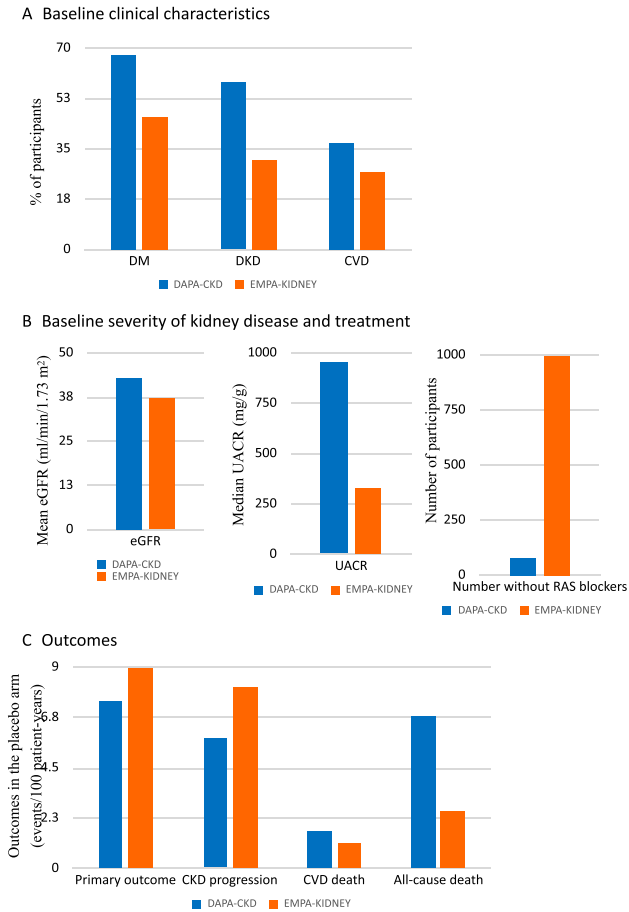 A Baseline clinical characteristics
% of participants
70
53
35
18
0
DM DKD CVD
DAPA-CKD EMPA-KIDNEY
B Baseline severity of kidney disease and treatment
Mean eGFR (ml/min/1.73 m²)
50
38
25
13
0
eGFR
DAPA-CKD
EMPA-KIDNEY
Median UACR (mg/g)
1000
750
500
250
0
UACR
DAPA-CKD EMPA-KIDNEY
Number of participants
1000
750
500
250
0
Number without RAS blockers
DAPA-CKD EMPA-KIDNEY
C Outcomes
Outcomes in the placebo arm
(events/100 patient-years)
9
6.8
4.5
2.3
0
Primary outcome CKD progression CVD death All-cause death
DAPA-CKD EMPA-KIDNEY